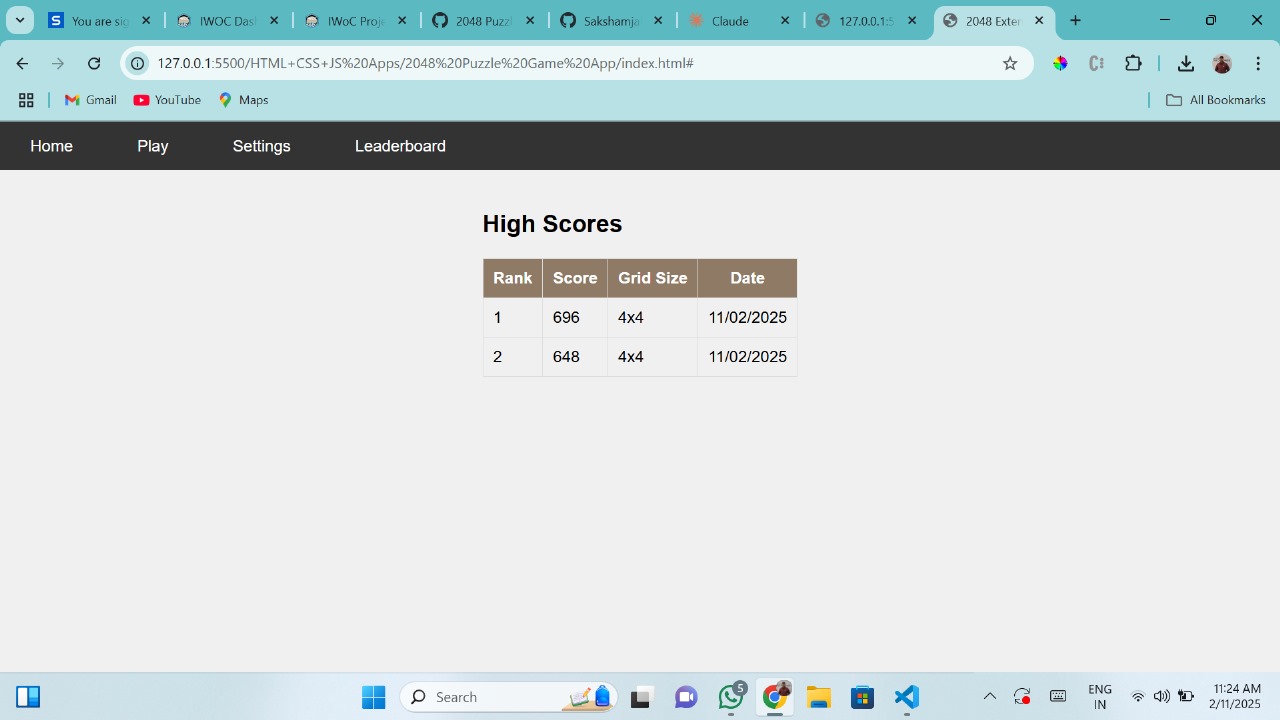 You are sig
IWOC Das
IWoC Proje
2048 Puzzl
Sakshamja
Claude
127.0.0.1:5
2048 Exten
127.0.0.1:5500/HTML+CSS+JS%20Apps/2048%20Puzzle%20Game%20App/index.html#
Gmail YouTube Maps All Bookmarks
Home Play Settings Leaderboard
High Scores
Rank Score Grid Size Date
1 696 4x4 11/02/2025
2 648 4x4 11/02/2025
Search
5
ENG
IN
11:24 AM
2/11/2025